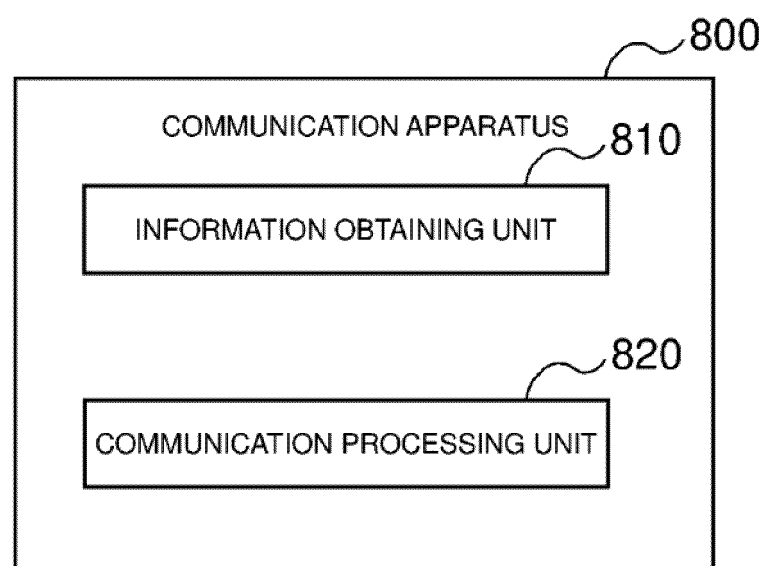 800
COMMUNICATION APPARATUS
810
INFORMATION OBTAINING UNIT
820
COMMUNICATION PROCESSING UNIT